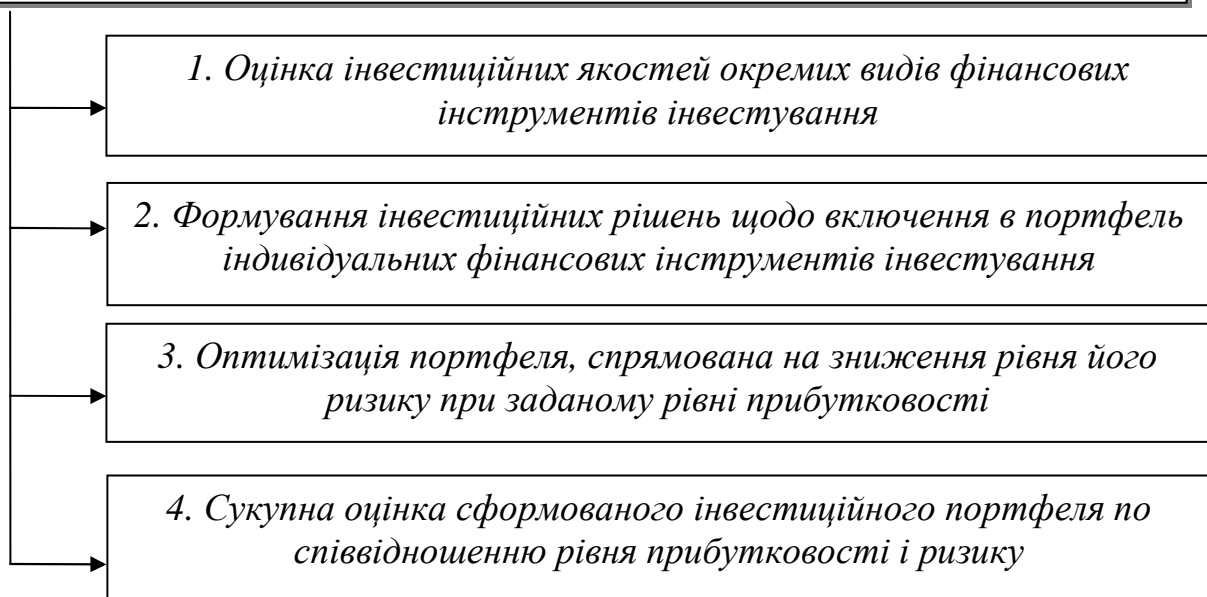 1. Оцінка інвестиційних якостей окремих видів фінансових
інструментів інвестування
2. Формування інвестиційних рішень щодо включення в портфель
індивідуальних фінансових інструментів інвестування
3. Оптимізація портфеля, спрямована на зниження рівня його
ризику при заданому рівні прибутковості
4. Сукупна оцінка сформованого інвестиційного портфеля по
співвідношенню рівня прибутковості і ризику